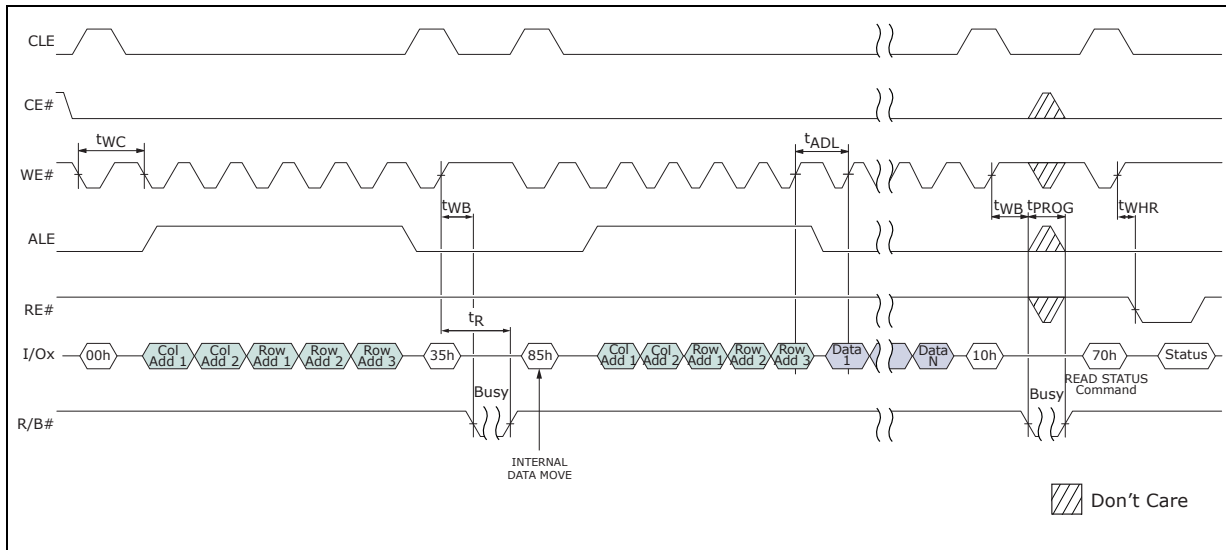 CLE
CE#
tWC
tADL
WE#
tWB
tWB
tPROG
tWHR
ALE
RE#
tR
I/Ox
00h
Col Add 1
Col Add 2
Row Add 1
Row Add 2
Row Add 3
35h
85h
Col Add 1
Col Add 2
Row Add 1
Row Add 2
Row Add 3
Data 1
Data N
10h
70h
Status
READ STATUS
Command
Busy
Busy
R/B#
INTERNAL
DATA MOVE
Don't Care